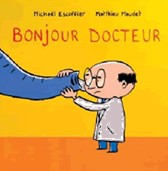 Michaël Escoffier Matthieu Maudet
BONJOUR DOCTEUR